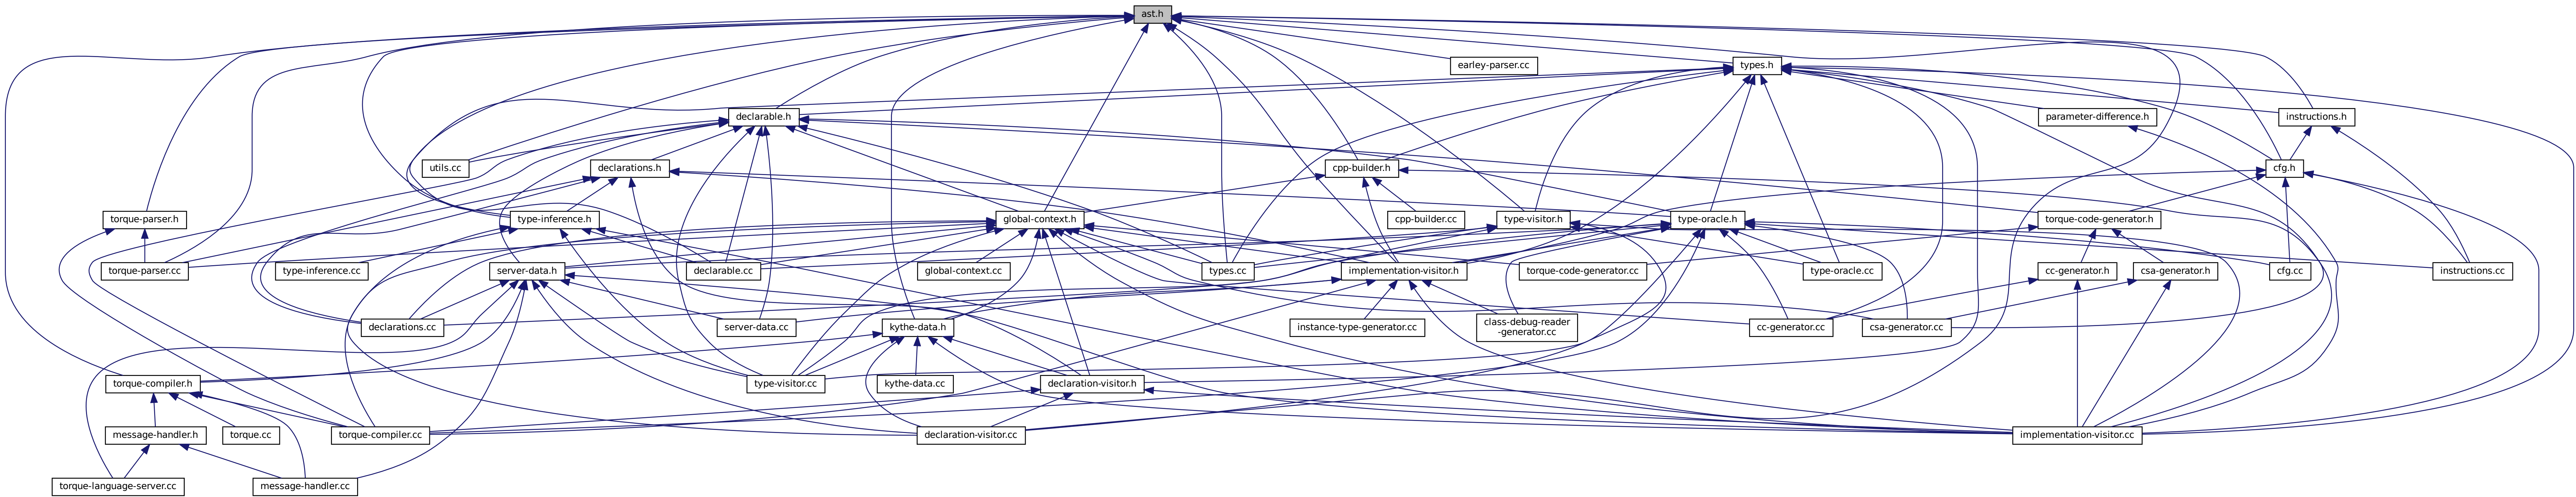 ast.h
earley-parser.cc
types.h
declarable.h
parameter-difference.h
instructions.h
utils.cc
declarations.h
cpp-builder.h
cfg.h
torque-parser.h
type-inference.h
global-context.h
cpp-builder.cc
type-visitor.h
type-oracle.h
torque-code-generator.h
torque-parser.cc
type-inference.cc
server-data.h
declarable.cc
global-context.cc
types.cc
implementation-visitor.h
torque-code-generator.cc
type-oracle.cc
cc-generator.h
csa-generator.h
cfg.cc
instructions.cc
declarations.cc
server-data.cc
kythe-data.h
instance-type-generator.cc
class-debug-reader
-generator.cc
cc-generator.cc
csa-generator.cc
torque-compiler.h
type-visitor.cc
kythe-data.cc
declaration-visitor.h
message-handler.h
torque.cc
torque-compiler.cc
declaration-visitor.cc
implementation-visitor.cc
torque-language-server.cc
message-handler.cc